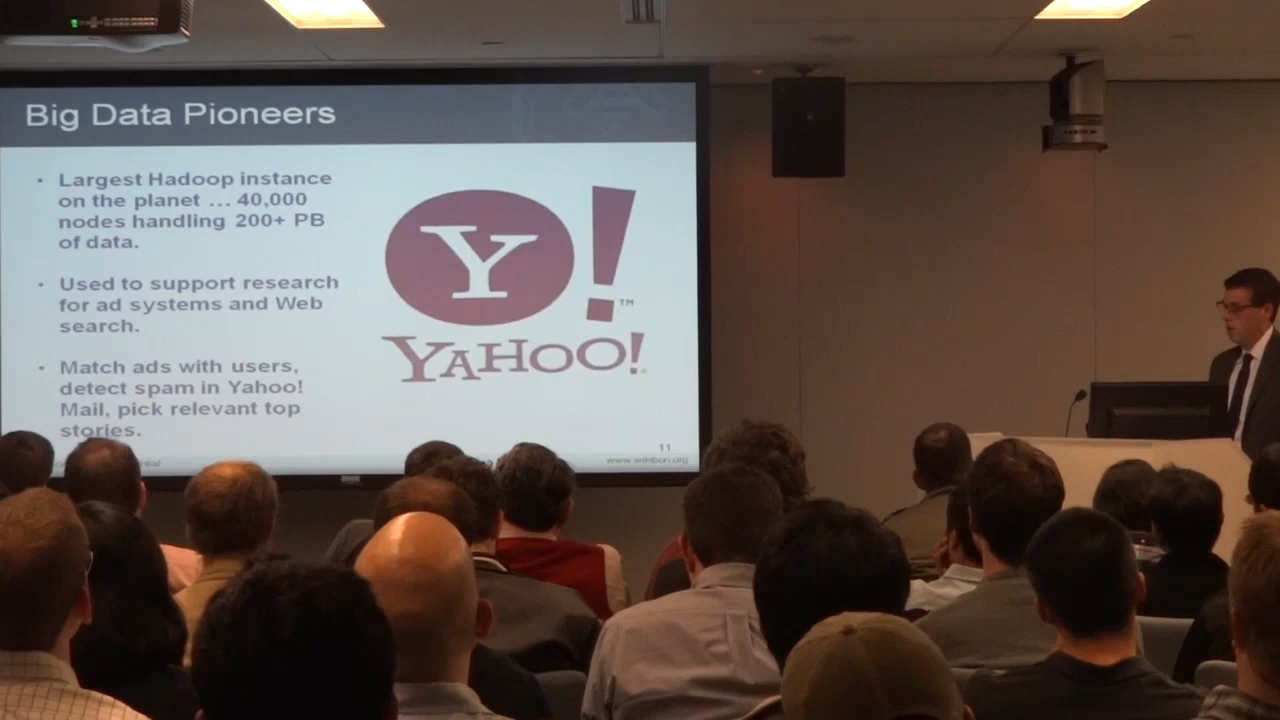 Big Data Pioneers
• Largest Hadoop instance
on the planet … 40,000
nodes handling 200+ PB
of data.
• Used to support research
for ad systems and Web
search.
• Match ads with users,
detect spam in Yahoo!
Mail, pick relevant top
stories.
Y!
TM
YAHOO!
11
www.wikibon.org